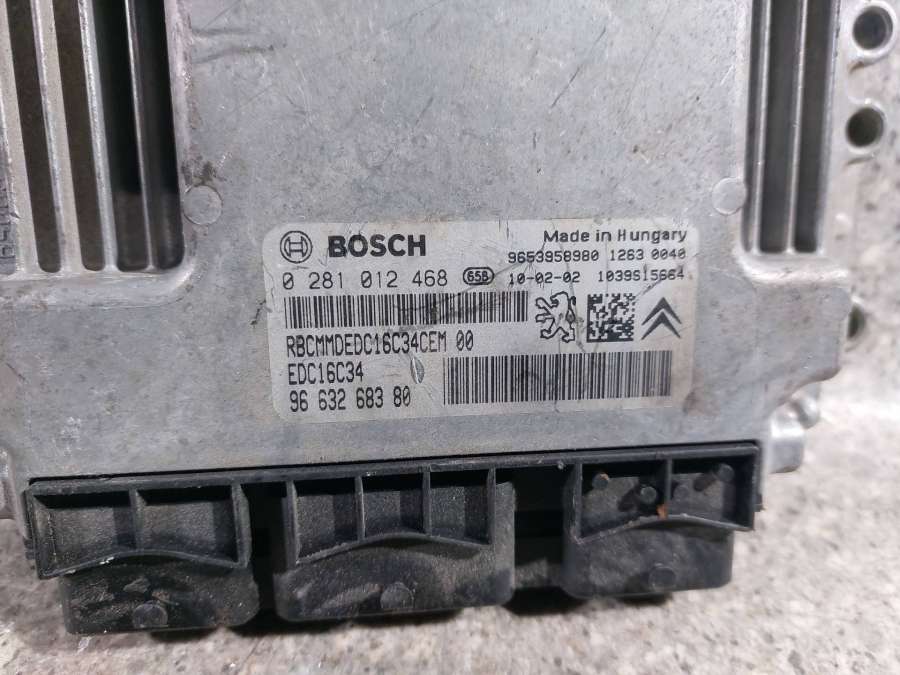 BOSCH
Made in Hungary
9653958980 1263 0040
0 281 012 468 658 10-02-02 1039S15664
RBCMMDEDC16C34CEM 00
EDC16C34
96 632 683 80